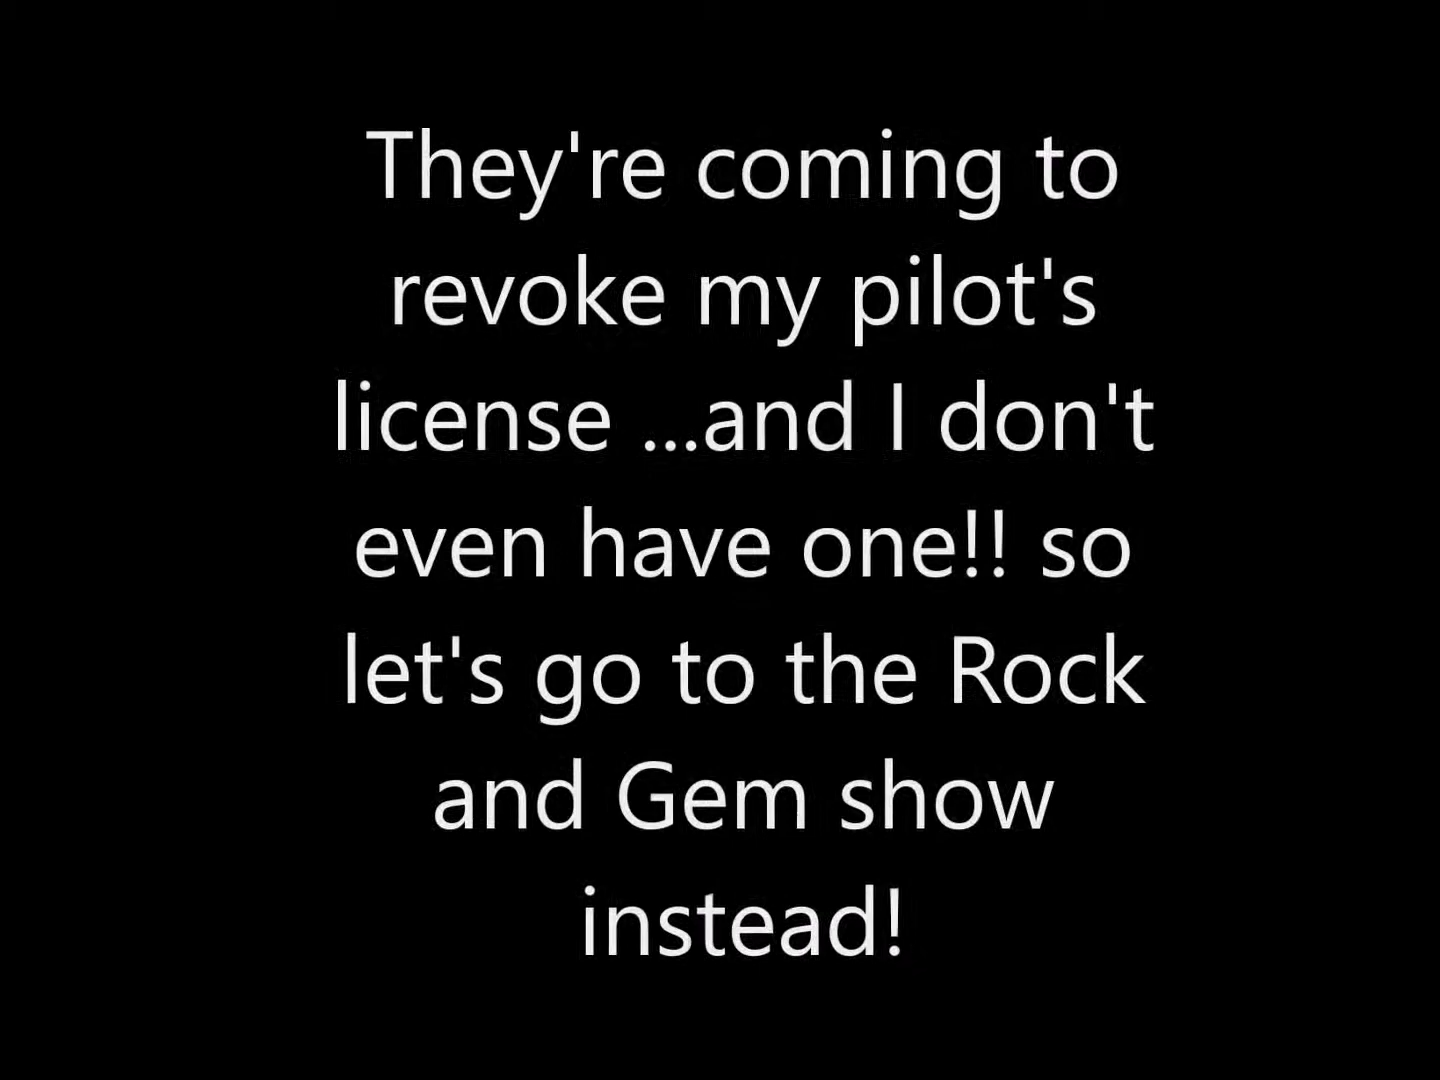 They're coming to
revoke my pilot's
license ...and I don't
even have one!! so
let's go to the Rock
and Gem show
instead!